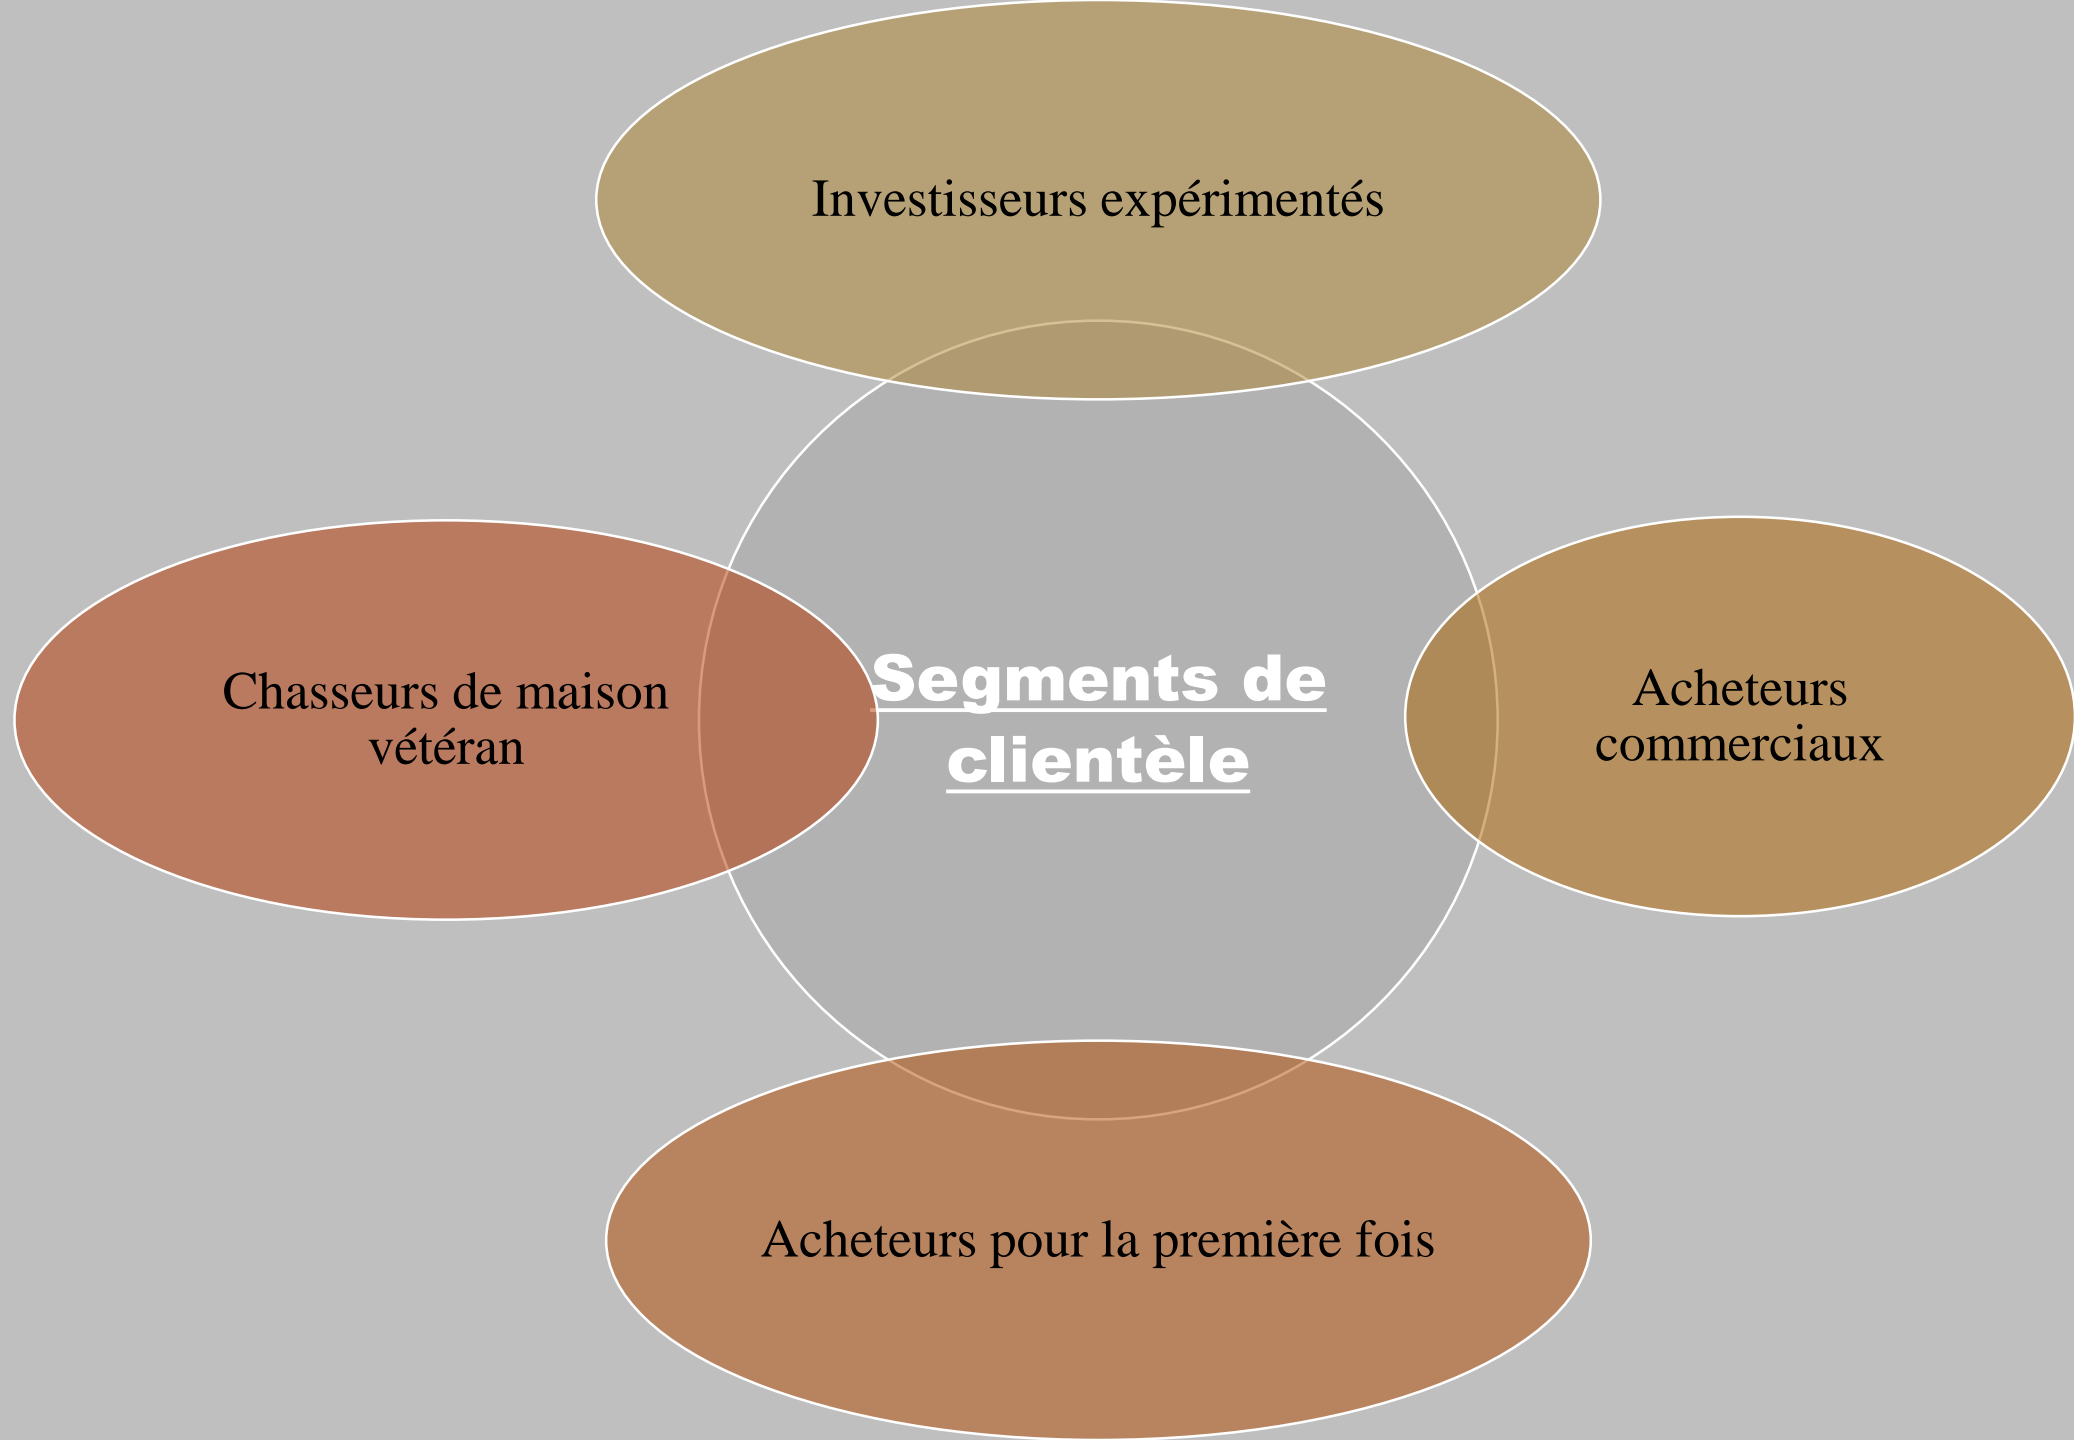 Investisseurs expérimentés
Chasseurs de maison
vétéran
Segments de
clientèle
Acheteurs
commerciaux
Acheteurs pour la première fois